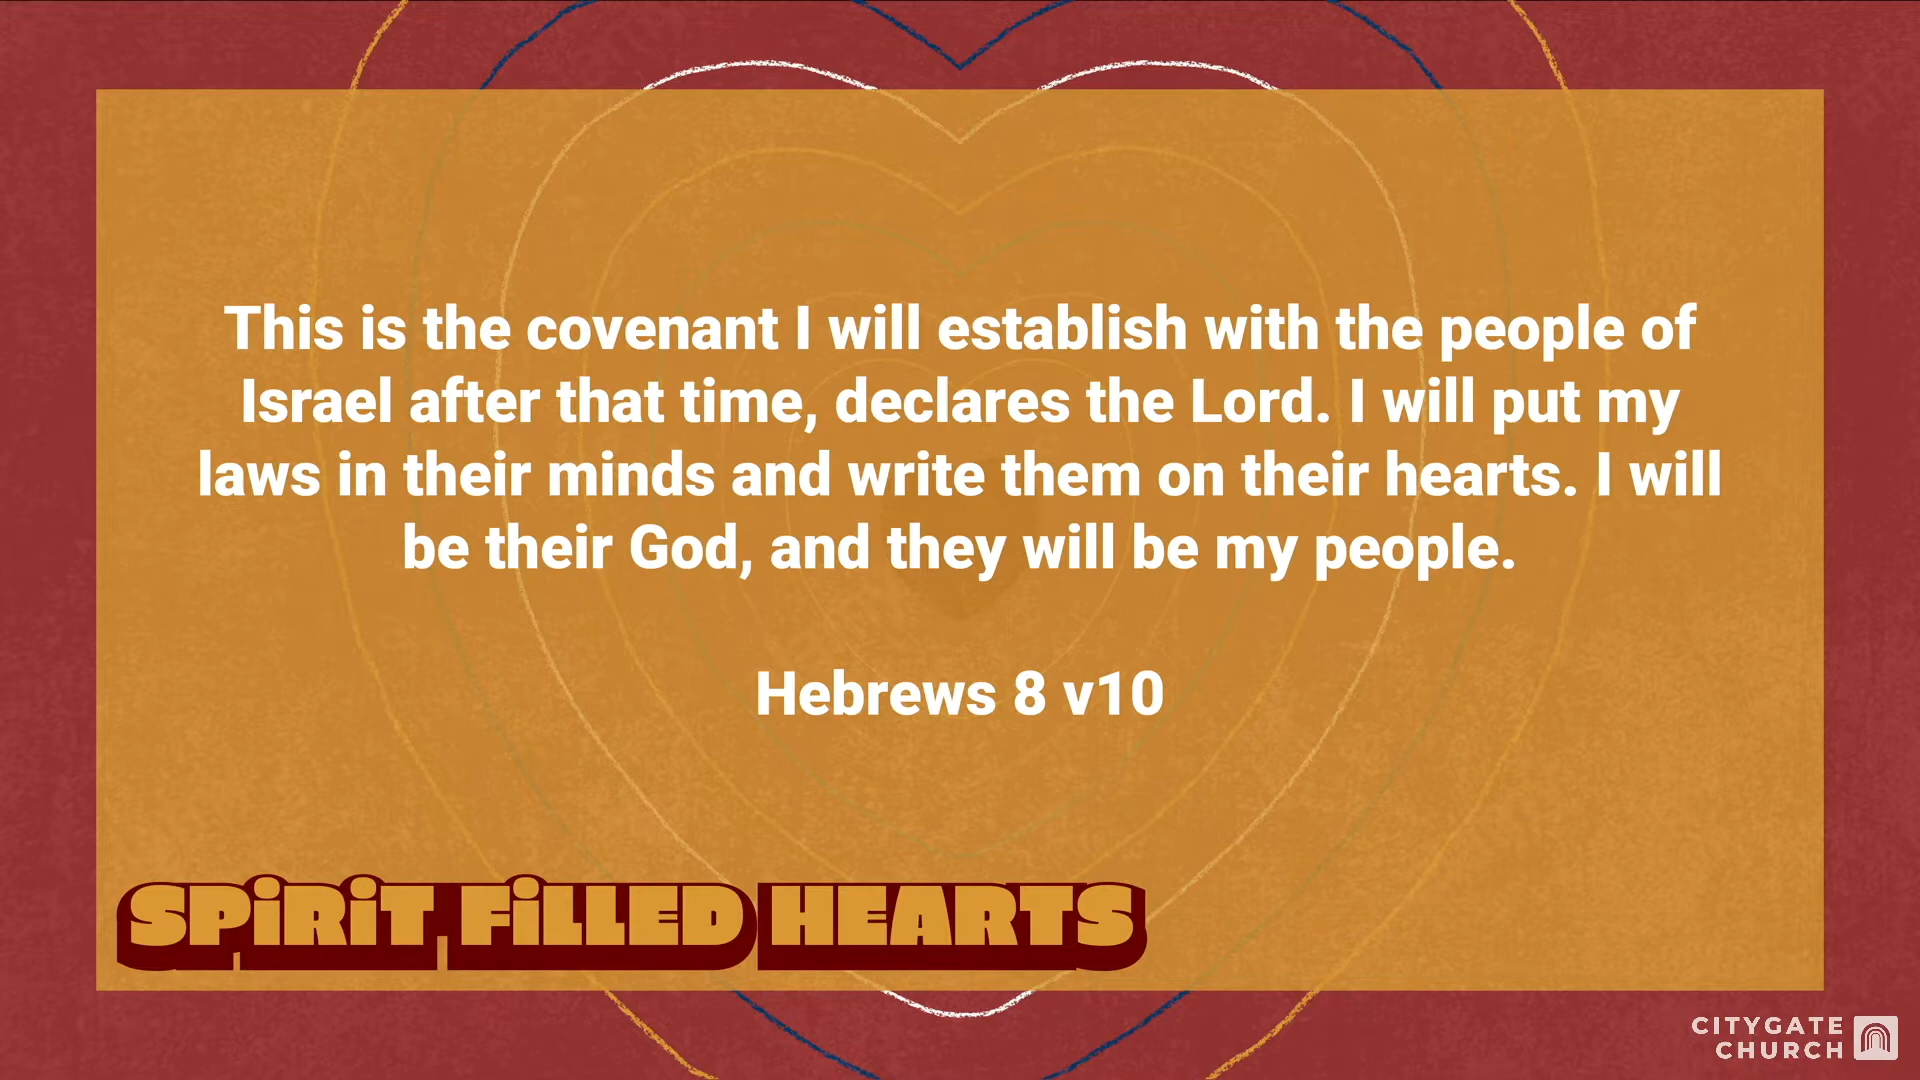 This is the covenant I will establish with the people of
Israel after that time, declares the Lord. I will put my
laws in their minds and write them on their hearts. I will
be their God, and they will be my people.
Hebrews 8 v10
SPiRiT FiLLED HEARTS
CITYGATE
CHURCH